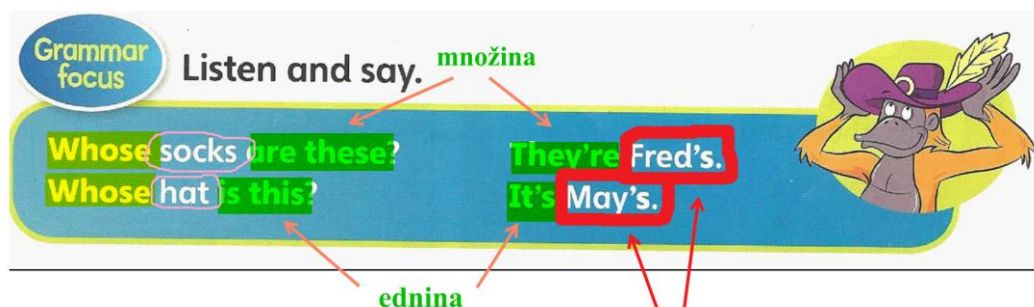 Grammar
focus
Listen and say.
množina
Whose socks are these?
They're Fred's.
Whose hat is this?
It's May's.
ednina